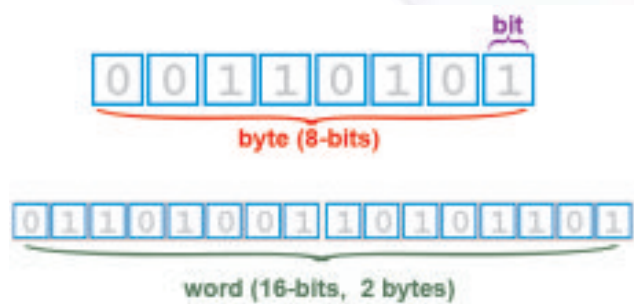 bit
0 0 1 1 0 1 0 1
byte (8-bits)
0 1 1 0 1 0 0 1 1 0 1 0 1 1 0 1
word (16-bits, 2 bytes)